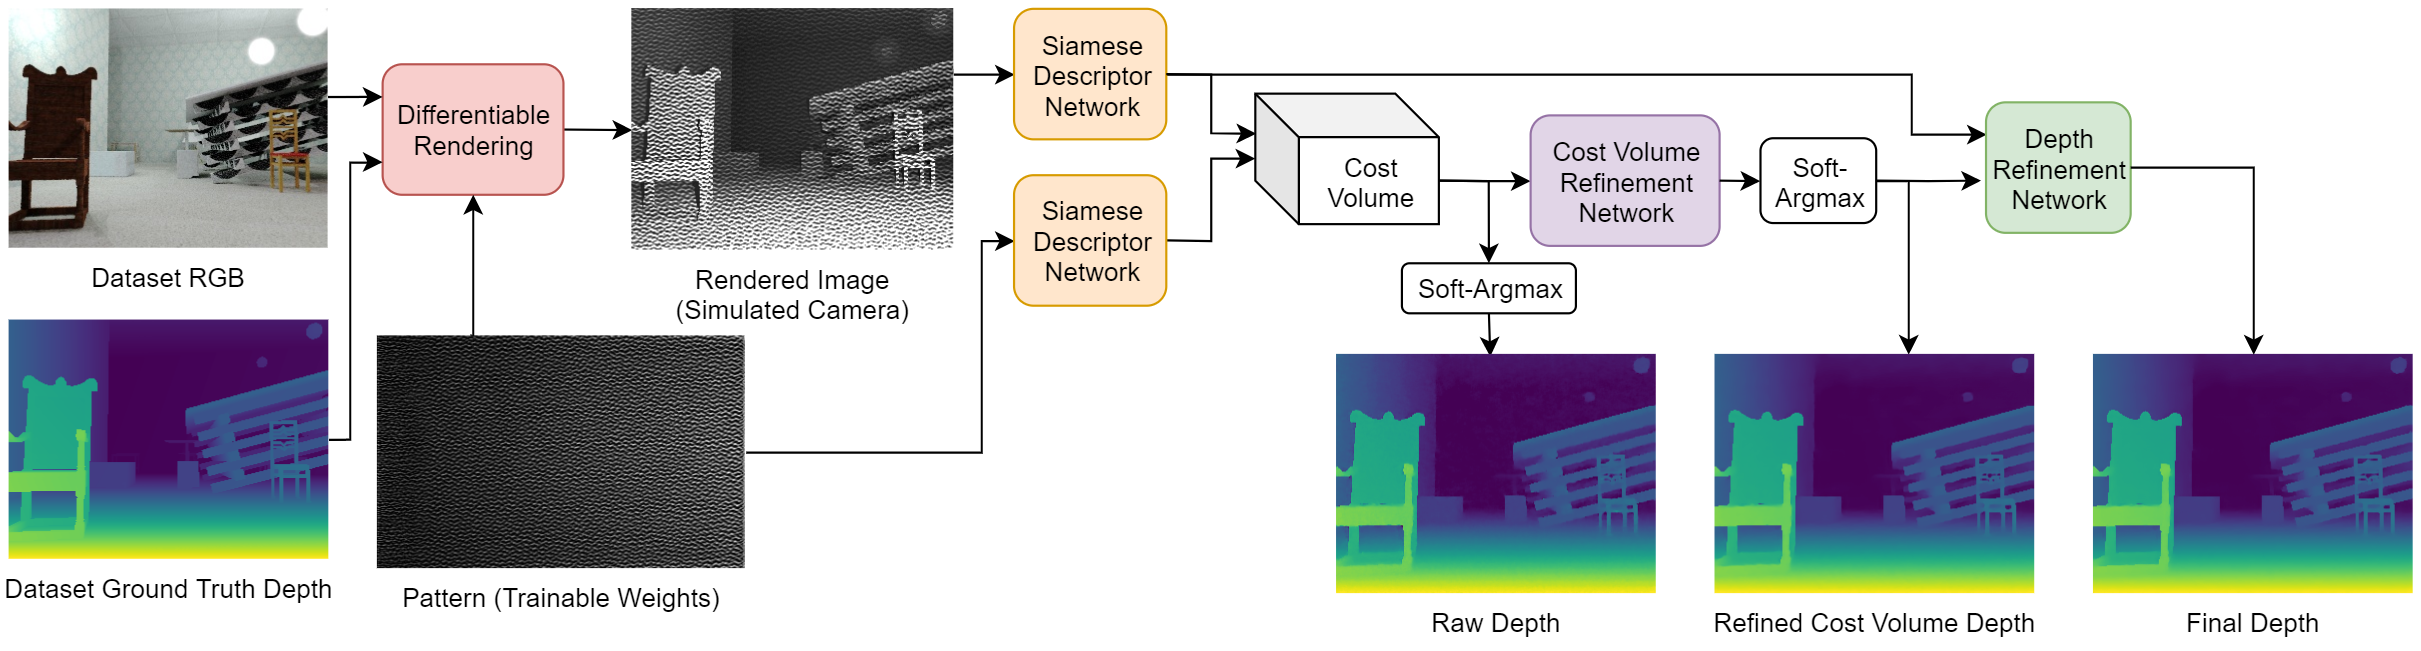 Dataset RGB
Dataset Ground Truth Depth
Differentiable
Rendering
Pattern (Trainable Weights)
Rendered Image
(Simulated Camera)
Siamese
Descriptor
Network
Siamese
Descriptor
Network
Cost
Volume
Soft-Argmax
Cost Volume
Refinement
Network
Soft-
Argmax
Depth
Refinement
Network
Raw Depth
Refined Cost Volume Depth
Final Depth